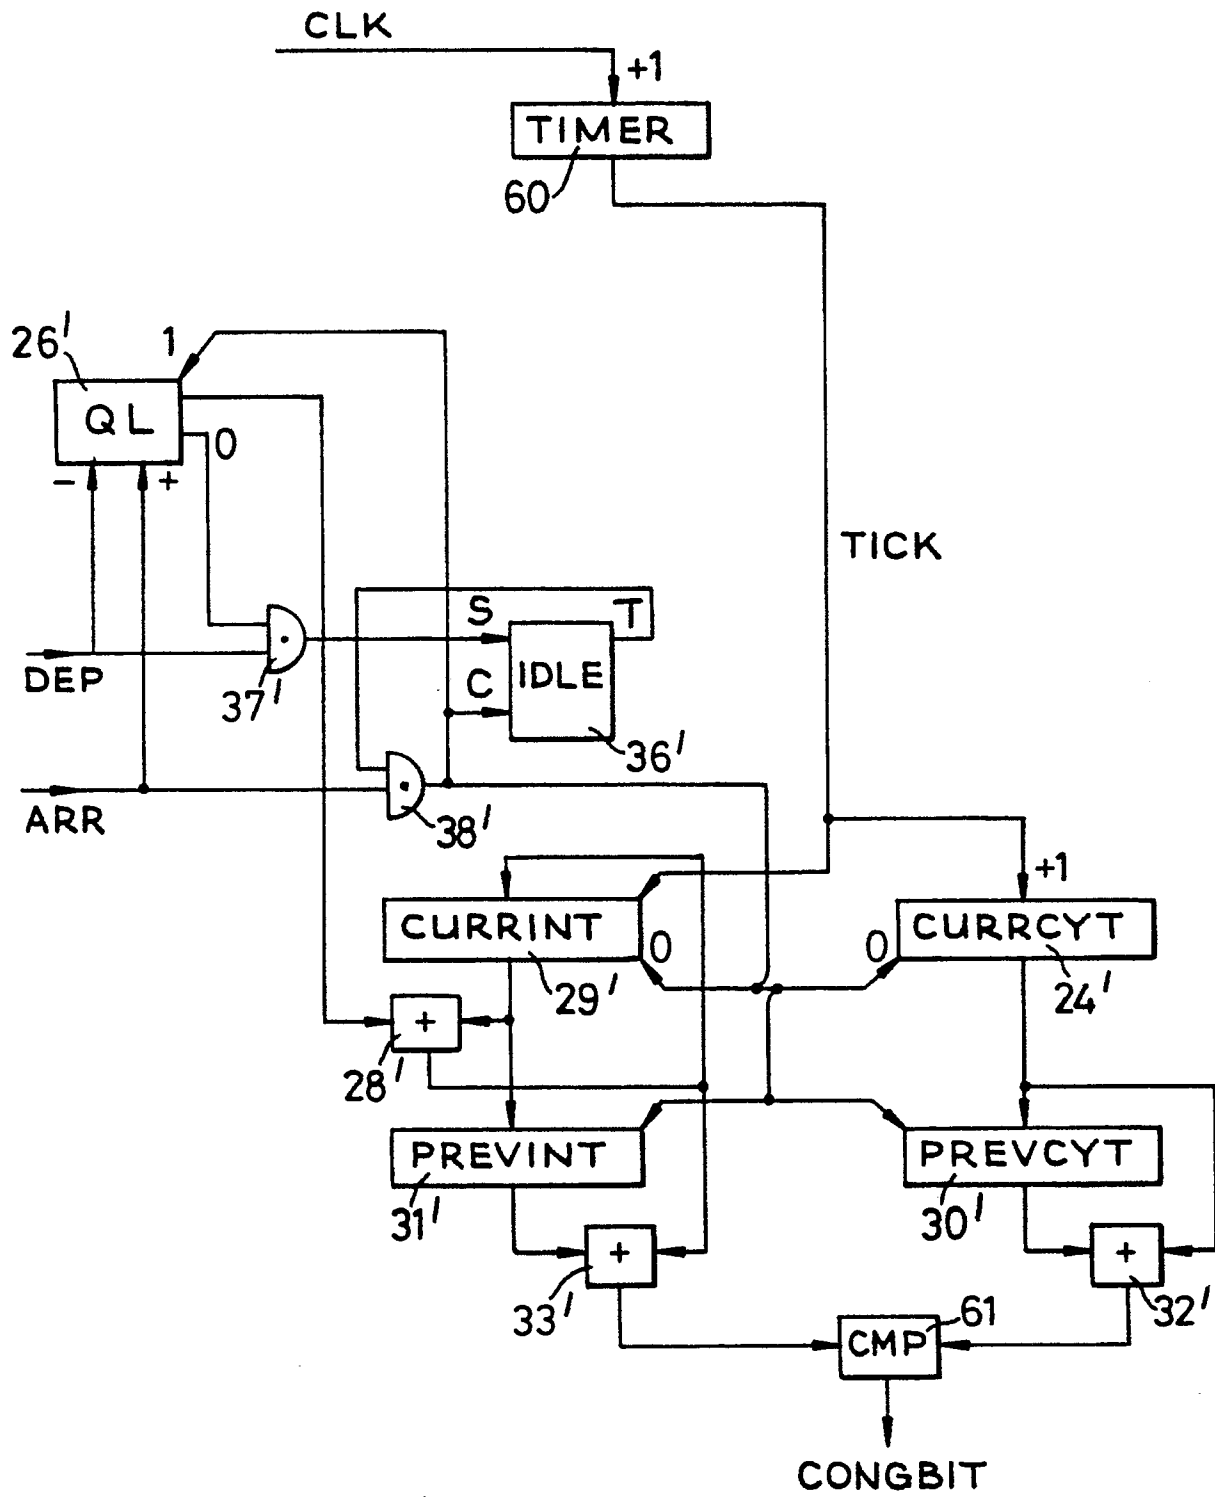 CLK
+1
TIMER
60
26'
1
QL
0
- +
TICK
S T
IDLE
C
DEP
37'
36'
ARR
38'
+1
CURRINT
0
0
CURRCYT
29'
24'
+
28'
PREVINT
PREVCYT
31'
30'
+
+
33'
32'
61
CMP
CONGBIT